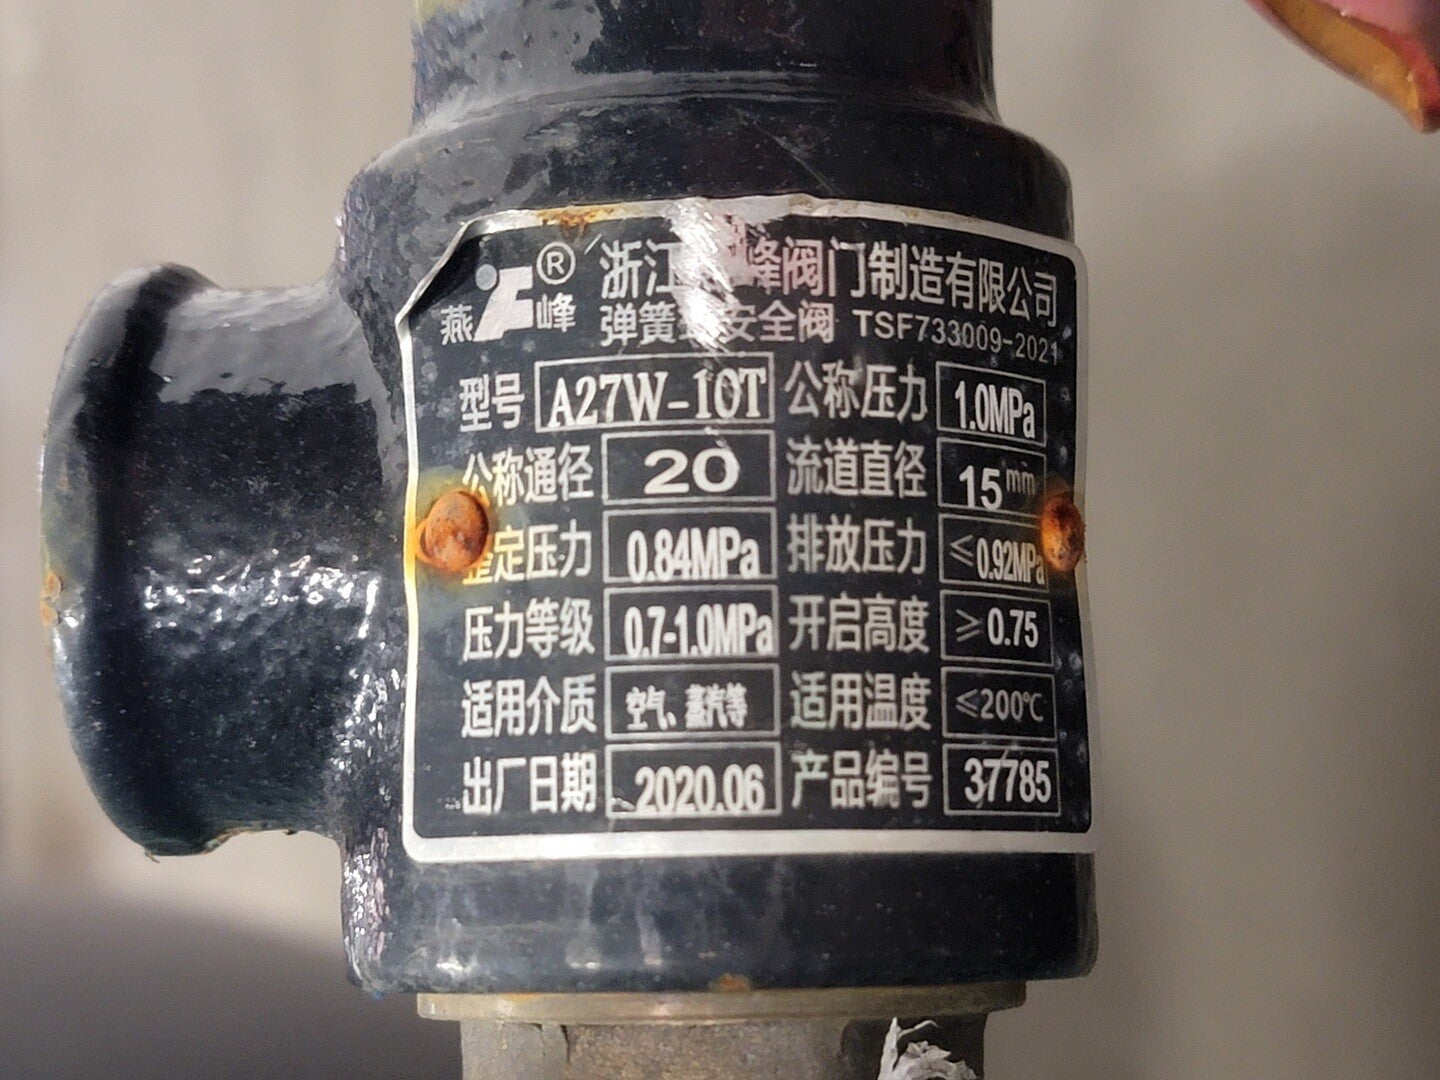 燕 峰 ® 浙江 峰阀门制造有限公司
弹簧 安全阀 TSF733009-2021
型号 A27W-10T 公称压力 1.0MPa
公称通径 20 流道直径 15mm
整定压力 0.84MPa 排放压力 ≤0.92MPa
压力等级 0.7-1.0MPa 开启高度 ≥0.75
适用介质 空气、蒸汽等 适用温度 ≤200℃
出厂日期 2020.06 产品编号 37785